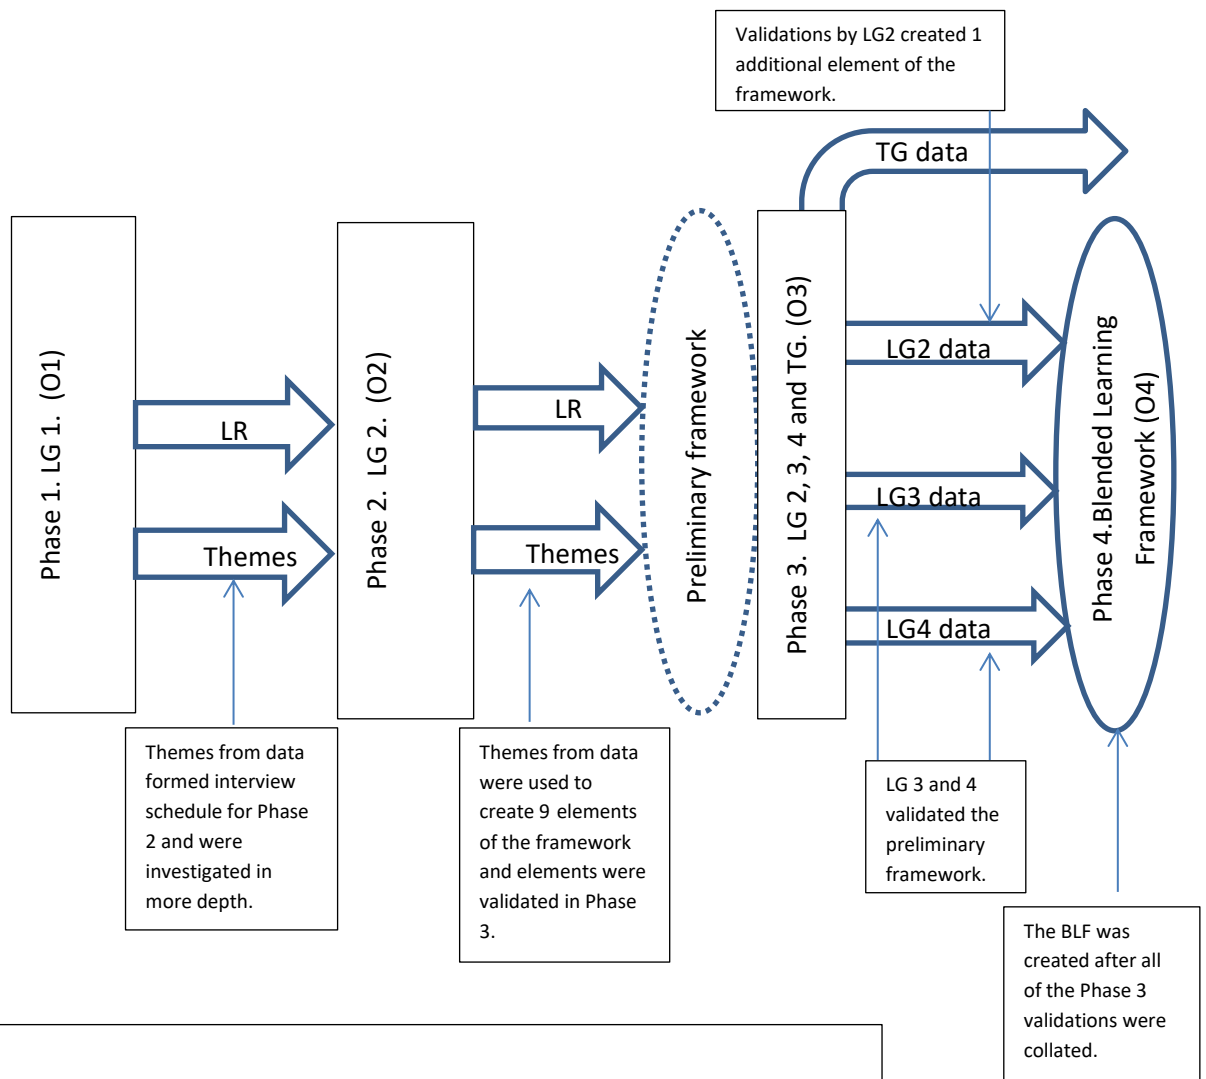 Validations by LG2 created 1
additional element of the
framework.
TG data
Phase 1. LG 1.  (O1)
LR
Themes
Phase 2.  LG 2.  (O2)
LR
Themes
Preliminary framework
Phase 3.  LG 2, 3, 4 and TG. (O3)
LG2 data
LG3 data
LG4 data
Phase 4.Blended Learning
Framework (O4)
Themes from data
formed interview
schedule for Phase
2 and were
investigated in
more depth.
Themes from data
were used to
create 9 elements
of the framework
and elements were
validated in Phase
3.
LG 3 and 4
validated the
preliminary
framework.
The BLF was
created after all
of the Phase 3
validations were
collated.